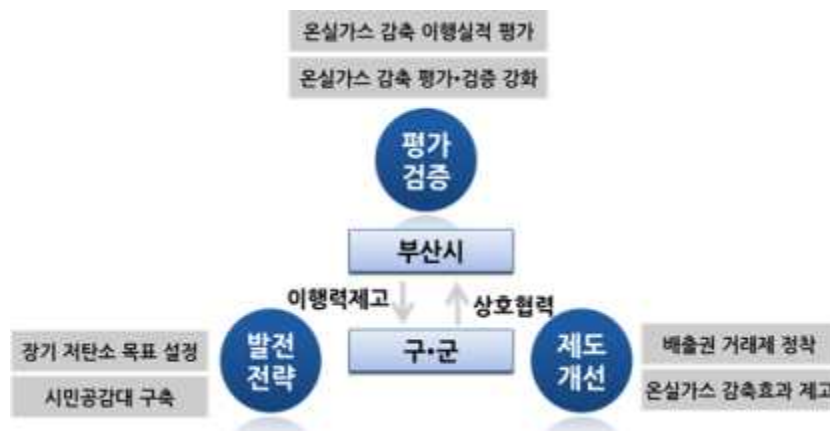 온실가스 감축 이행실적 평가
온실가스 감축 평가•검증 강화
평가
검증
부산시
이행력제고
상호협력
장기 저탄소 목표 설정
시민공감대 구축
발전
전략
구•군
제도
개선
배출권 거래제 정착
온실가스 감축효과 제고